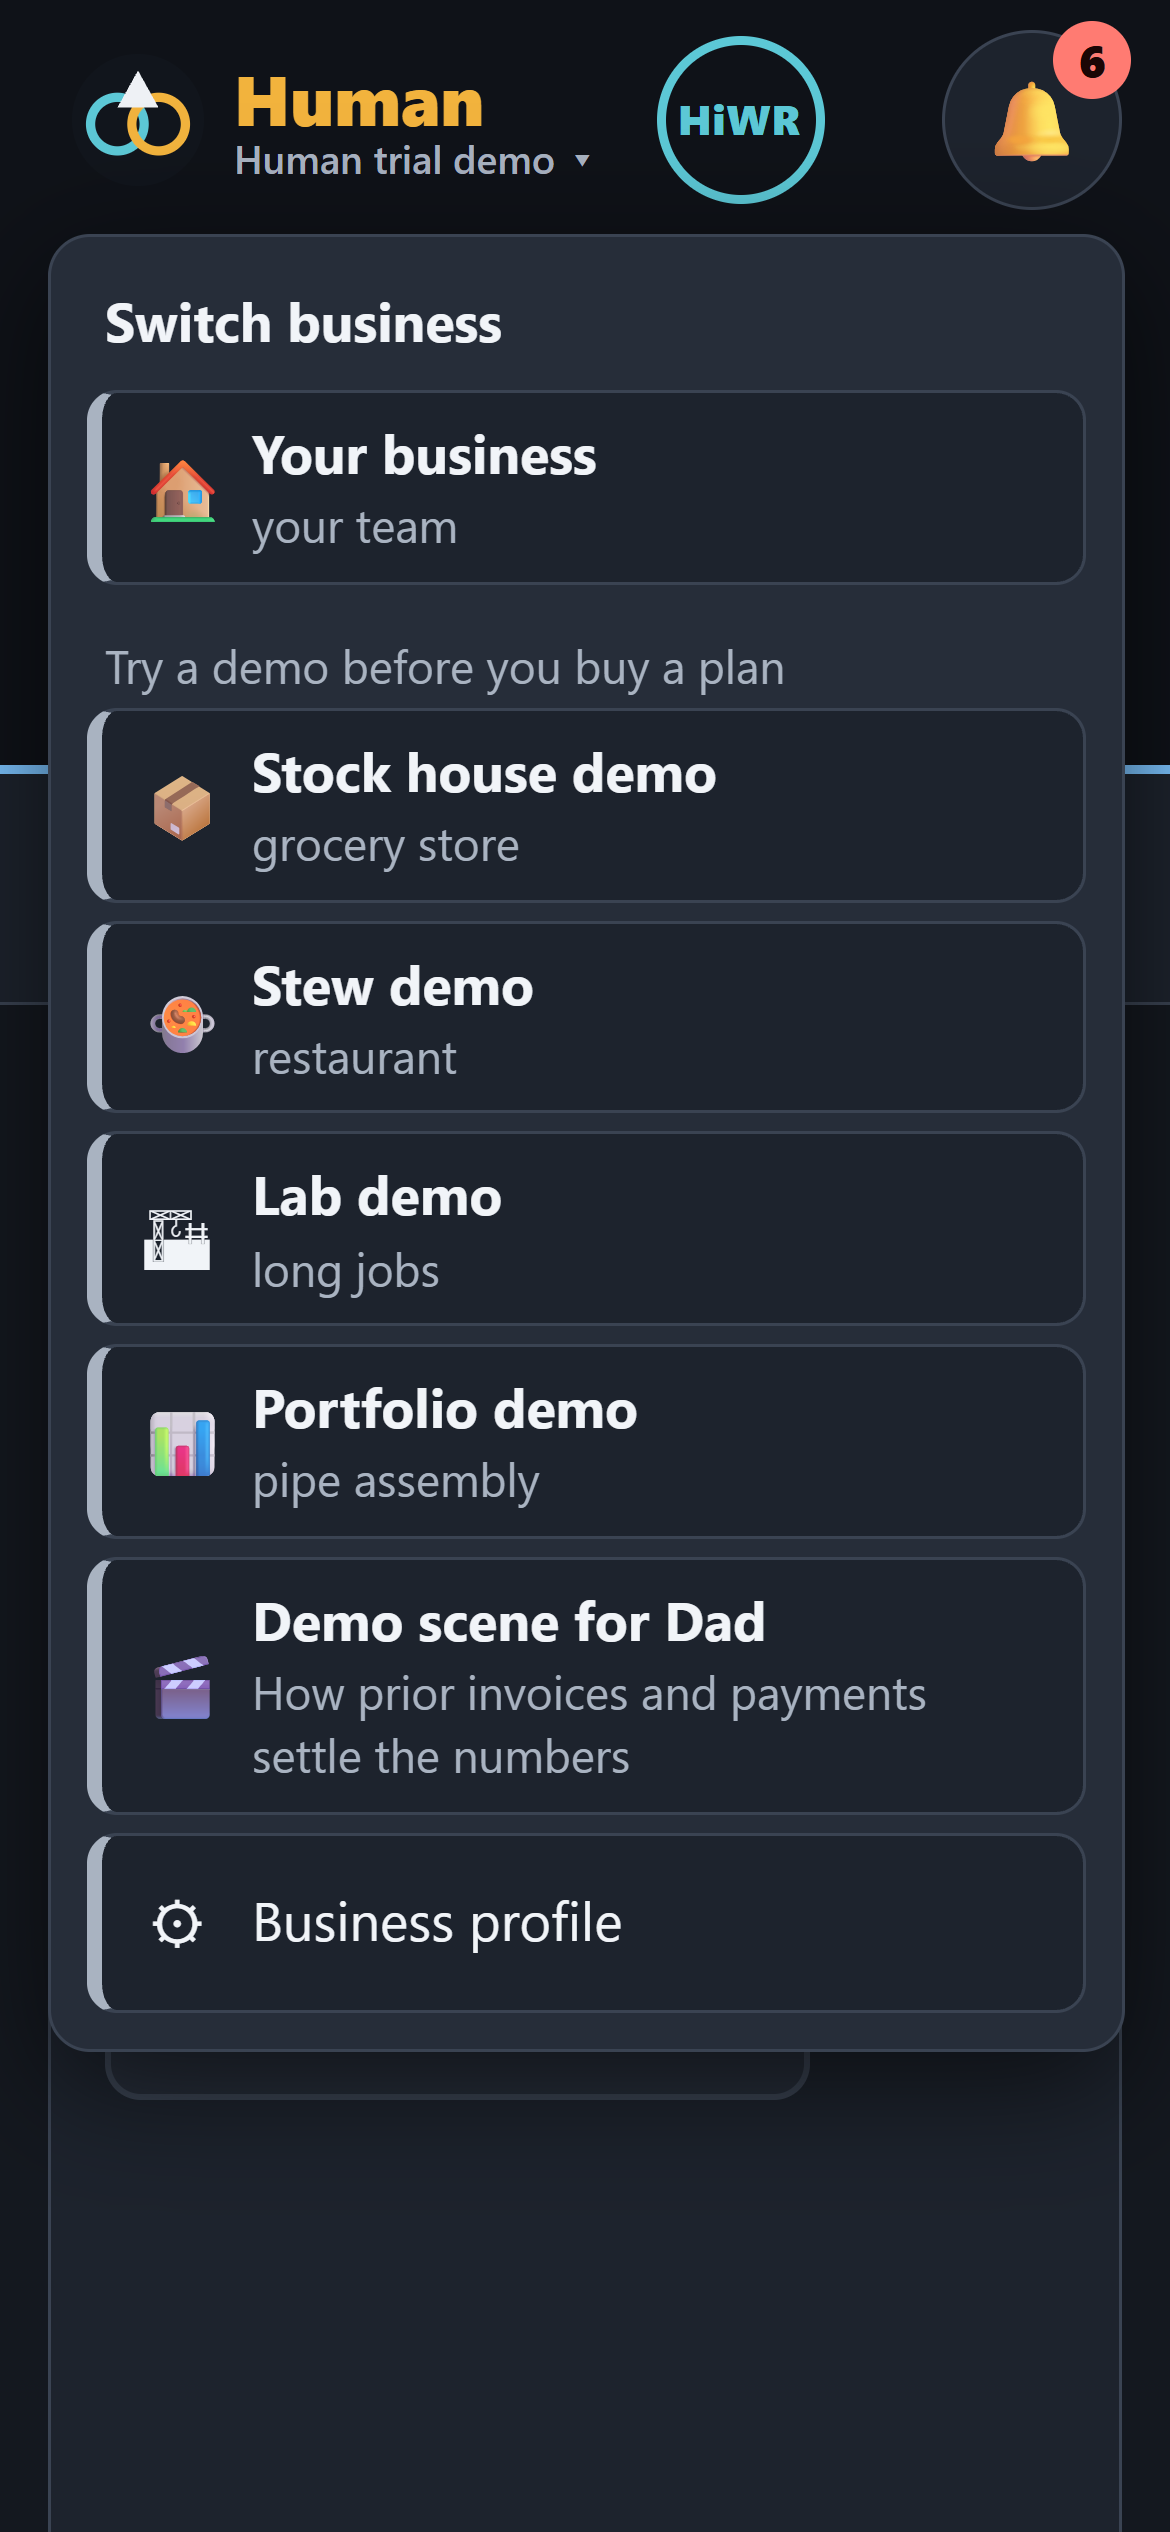 Human
Human trial demo ▼
HiWR
6
Switch business
Your business
your team
Try a demo before you buy a plan
Stock house demo
grocery store
Stew demo
restaurant
Lab demo
long jobs
Portfolio demo
pipe assembly
Demo scene for Dad
How prior invoices and payments
settle the numbers
Business profile